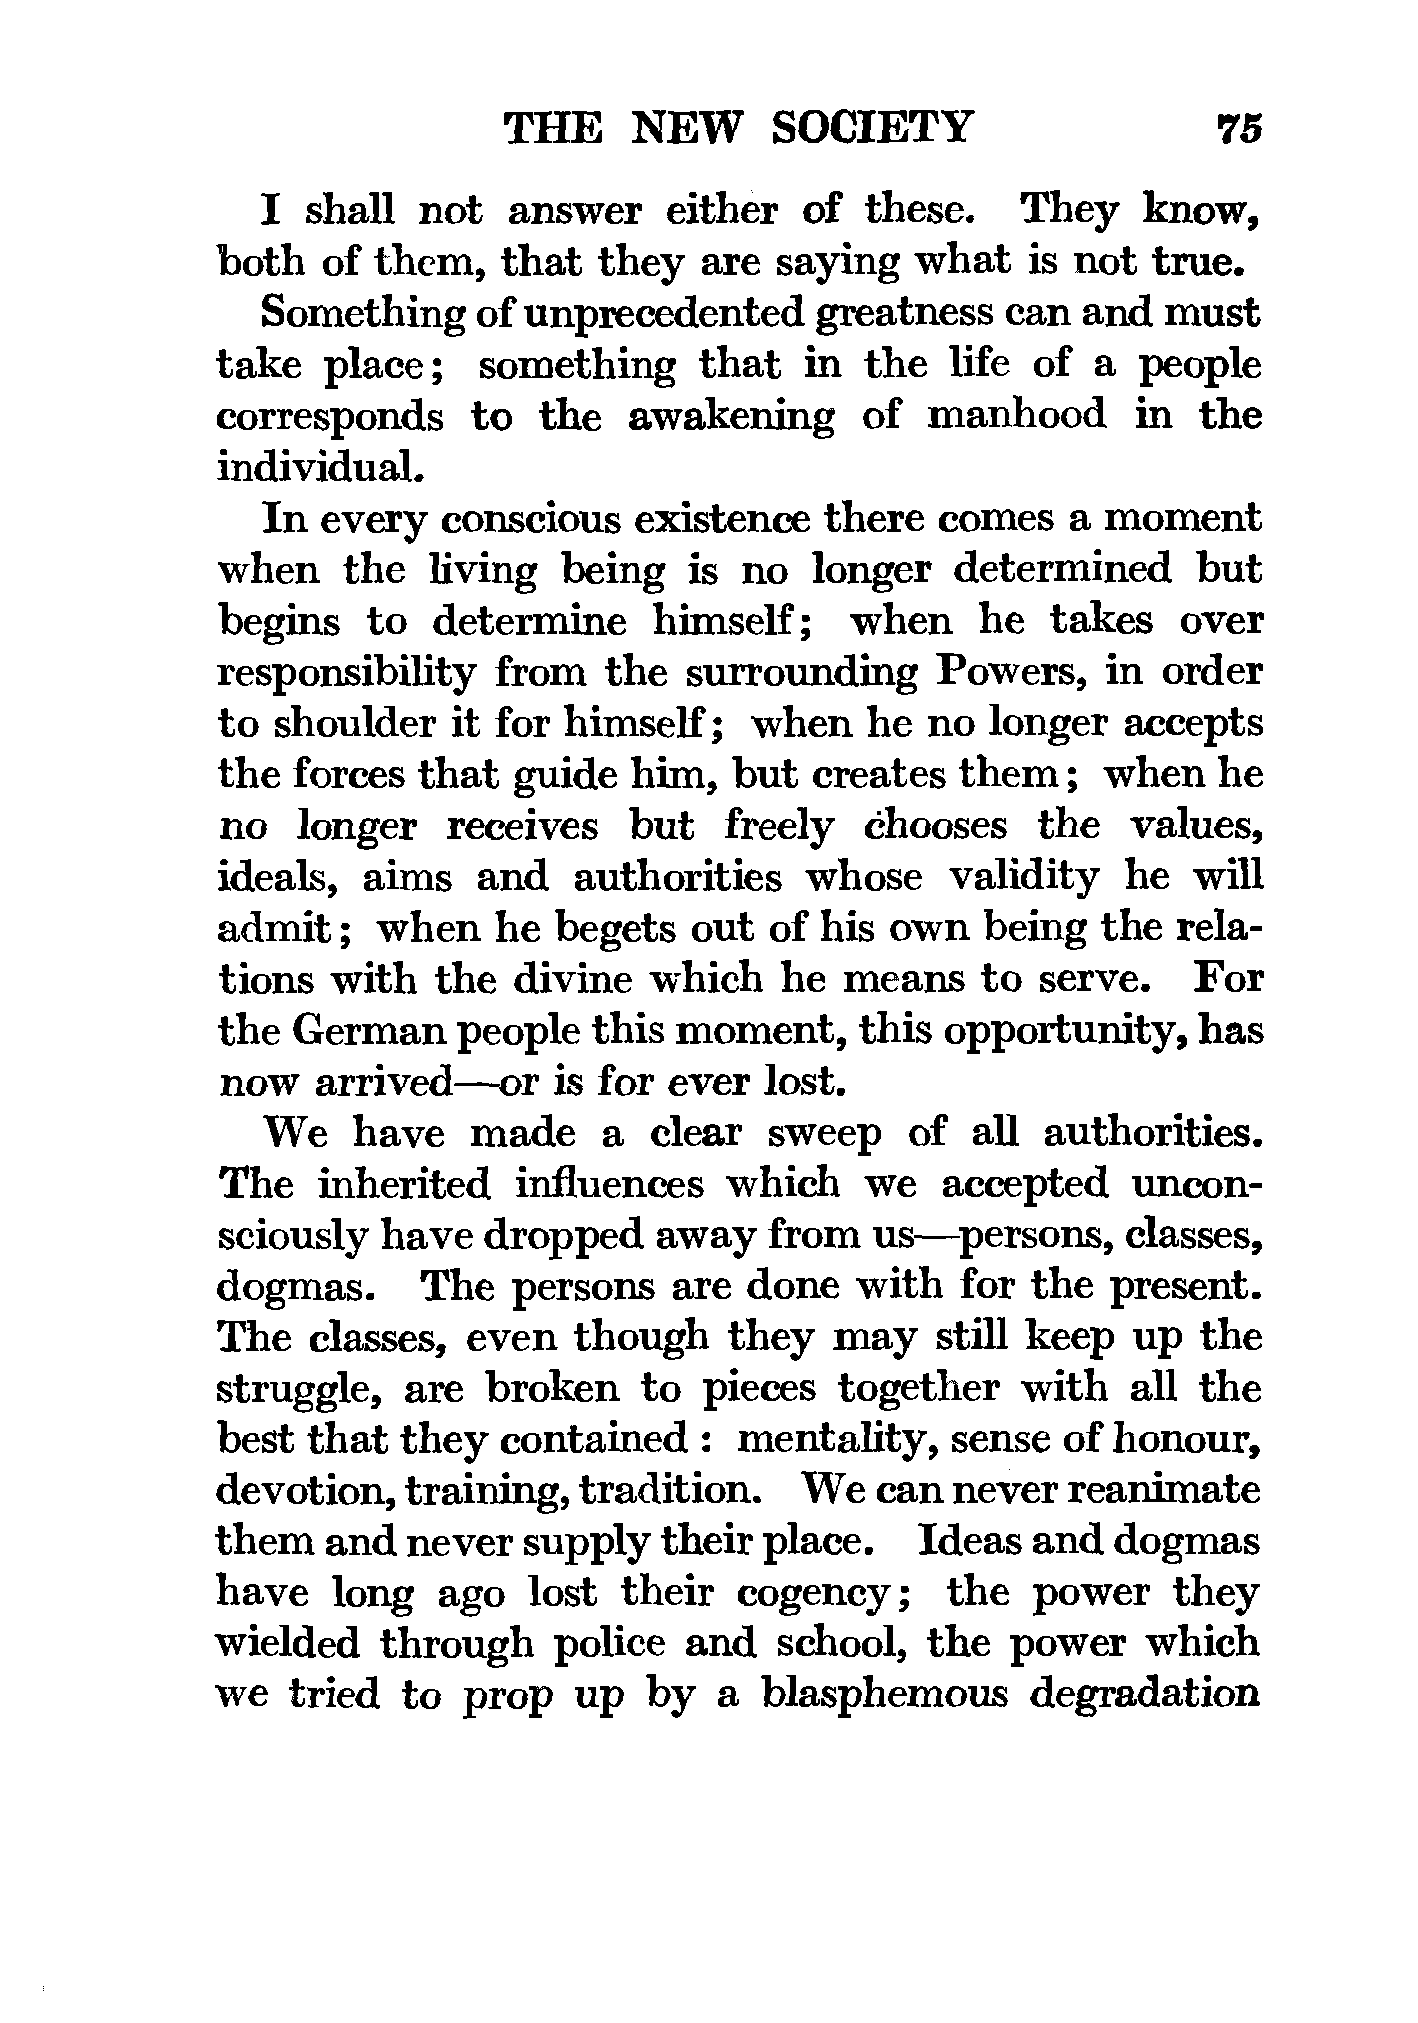 THE NEW SOCIETY 75
I shall not answer either of these. They know,
both of them, that they are saying what is not true.
Something of unprecedented greatness can and must
take place; something that in the life of a people
corresponds to the awakening of manhood in the
individual.
In every conscious existence there comes a moment
when the living being is no longer determined but
begins to determine himself; when he takes over
responsibility from the surrounding Powers, in order
to shoulder it for himself; when he no longer accepts
the forces that guide him, but creates them; when he
no longer receives but freely chooses the values,
ideals, aims and authorities whose validity he will
admit; when he begets out of his own being the rela-
tions with the divine which he means to serve. For
the German people this moment, this opportunity, has
now arrived—or is for ever lost.
We have made a clear sweep of all authorities.
The inherited influences which we accepted uncon-
sciously have dropped away from us—persons, classes,
dogmas. The persons are done with for the present.
The classes, even though they may still keep up the
struggle, are broken to pieces together with all the
best that they contained: mentality, sense of honour,
devotion, training, tradition. We can never reanimate
them and never supply their place. Ideas and dogmas
have long ago lost their cogency; the power they
wielded through police and school, the power which
we tried to prop up by a blasphemous degradation